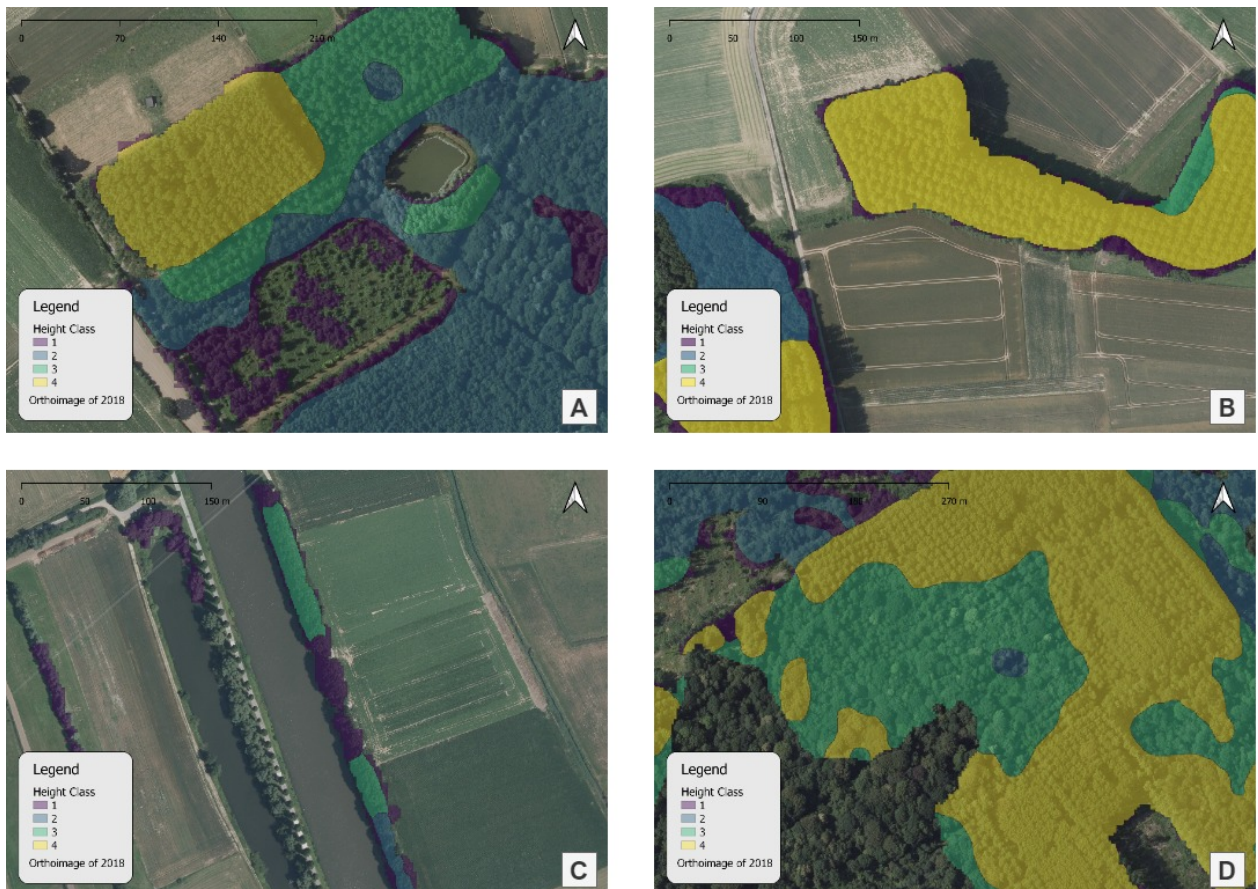 0 70 140 210 m
Legend
Height Class
1
2
3
4
Orthoimage of 2018
A
0 50 100 150 m
Legend
Height Class
1
2
3
4
Orthoimage of 2018
B
0 50 100 150 m
Legend
Height Class
1
2
3
4
Orthoimage of 2018
C
0 90 180 270 m
Legend
Height Class
1
2
3
4
Orthoimage of 2018
D